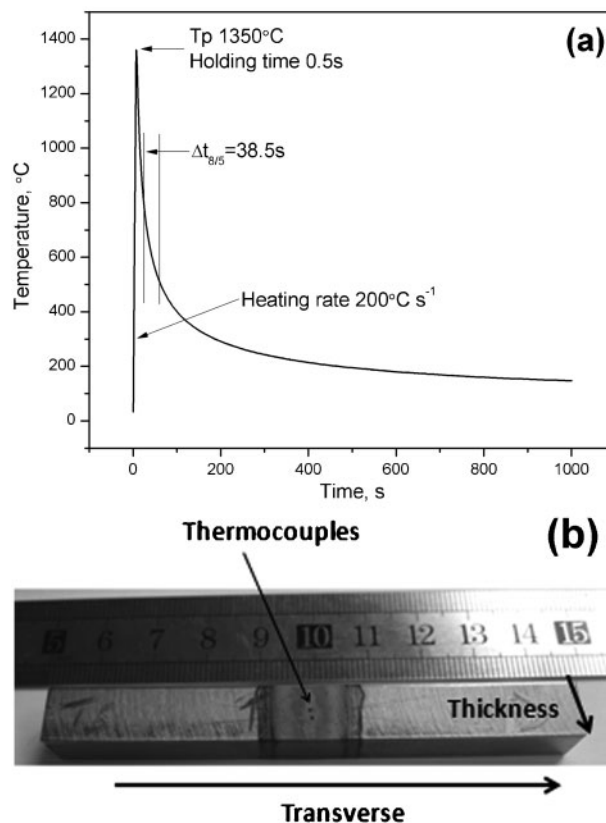 (a)
Tp 1350°C
Holding time 0.5s
Δt8/5=38.5s
Heating rate 200°C s-1
Temperature, °C
1400
1200
1000
800
600
400
200
0
0 200 400 600 800 1000
Time, s
(b)
Thermocouples
5 6 7 8 9 10 11 12 13 14 15
Thickness
Transverse